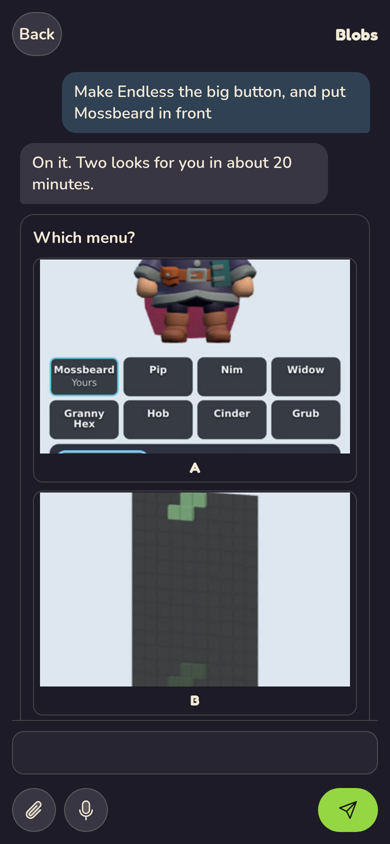 Back
Blobs
Make Endless the big button, and put
Mossbeard in front
On it. Two looks for you in about 20
minutes.
Which menu?
Mossbeard
Yours
Pip
Nim
Widow
Granny
Hex
Hob
Cinder
Grub
A
B